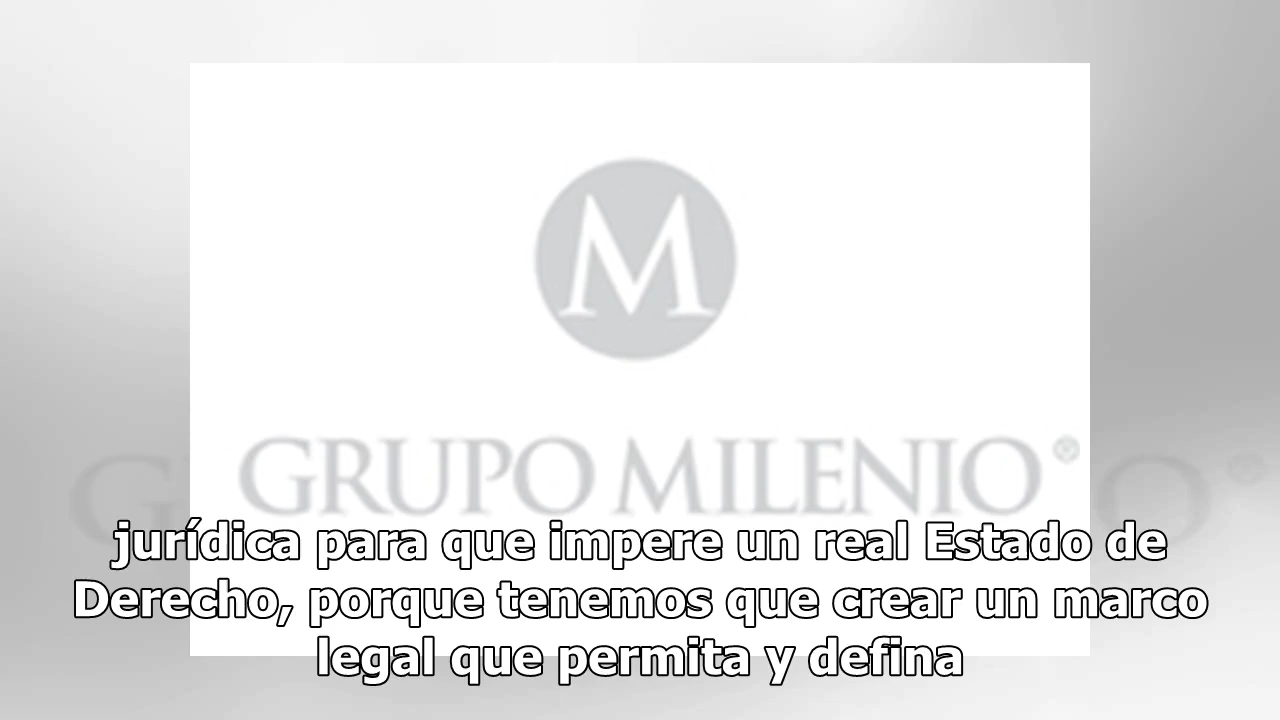 M
GRUPO MILENIO®
jurídica para que impere un real Estado de
Derecho, porque tenemos que crear un marco
legal que permita y defina